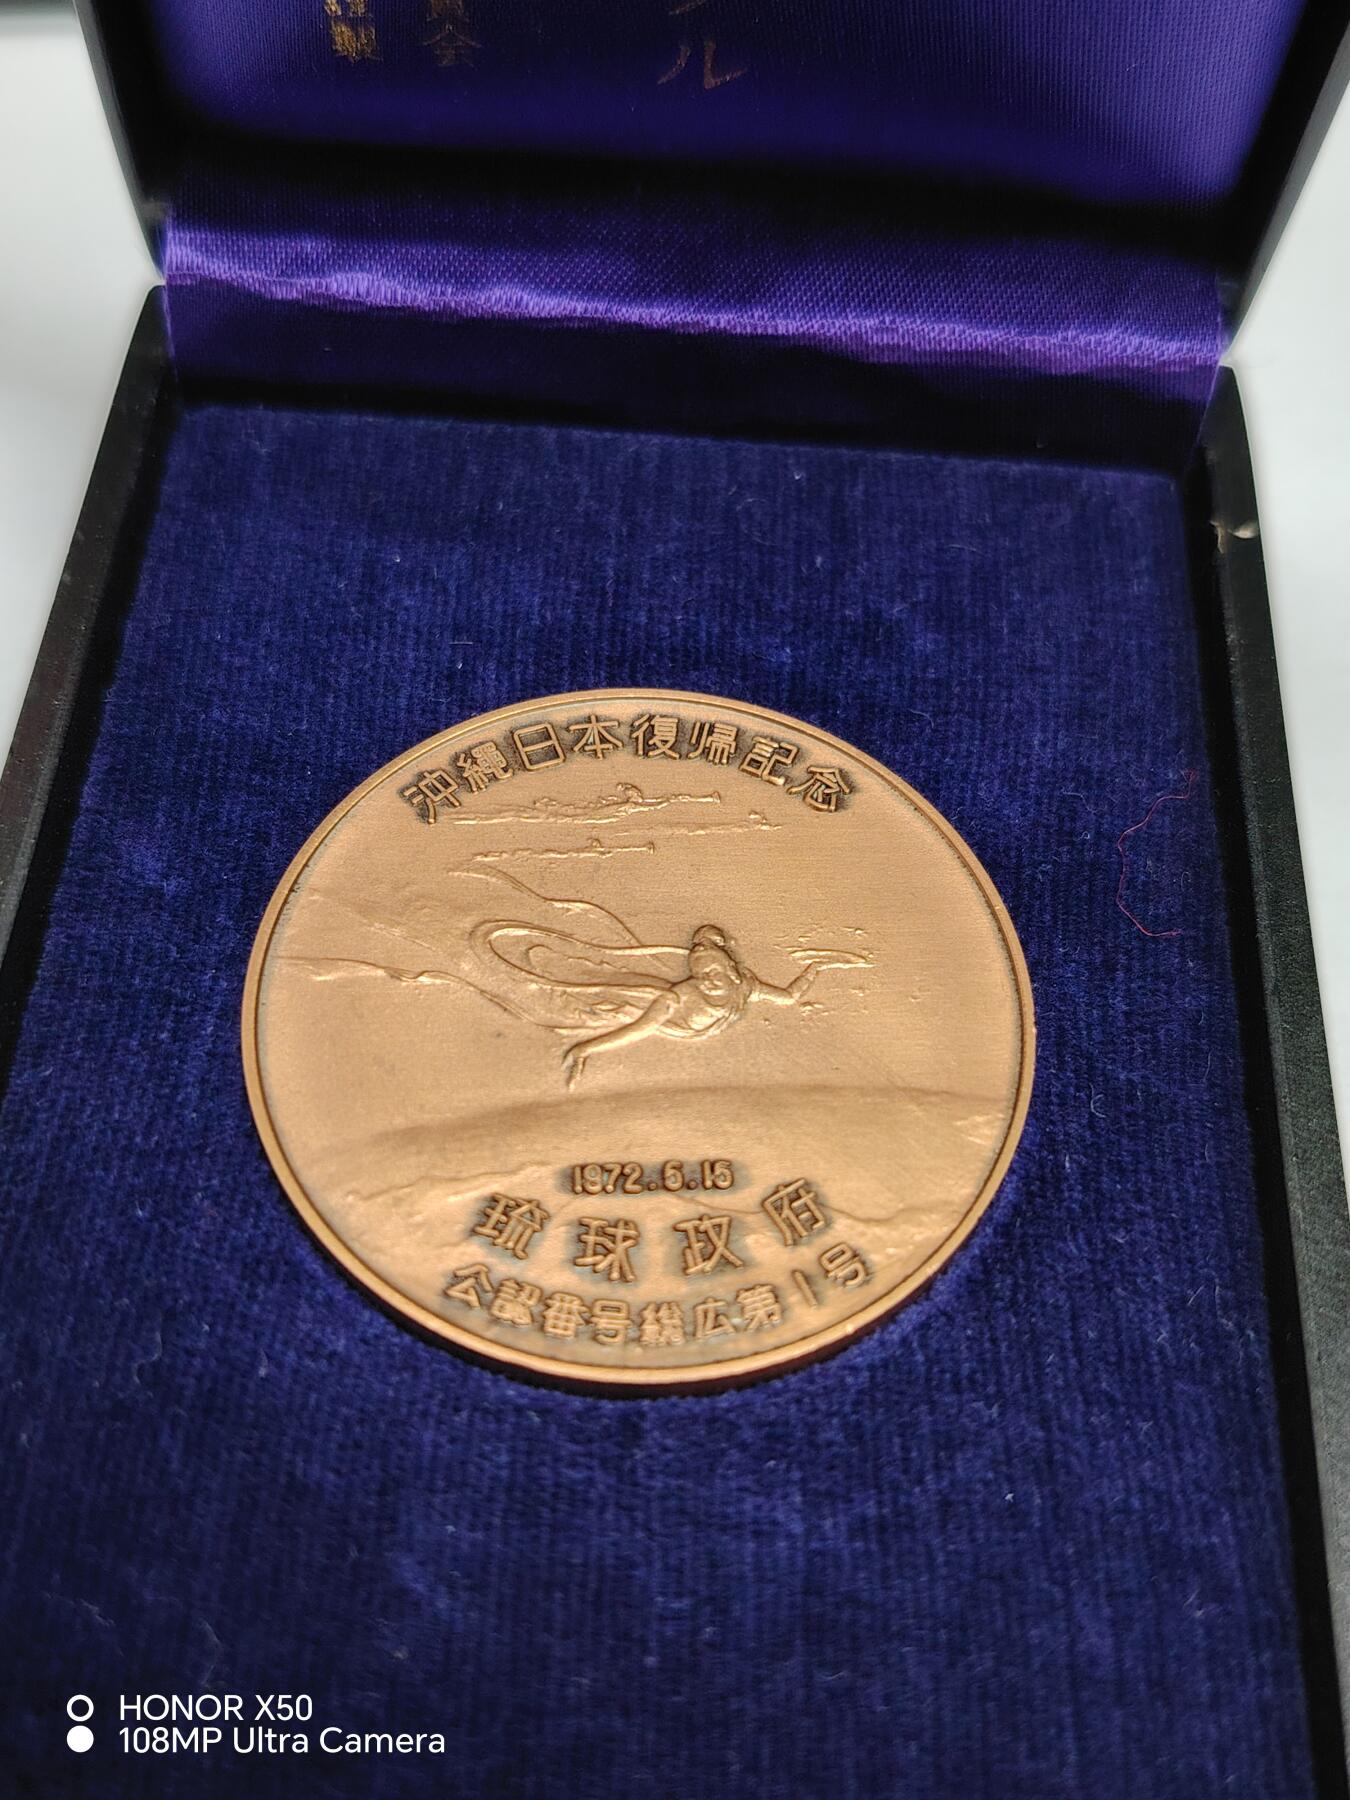 沖縄日本復帰記念
1972.5.15
琉球政府
公認番号総広第1号
HONOR X50
108MP Ultra Camera